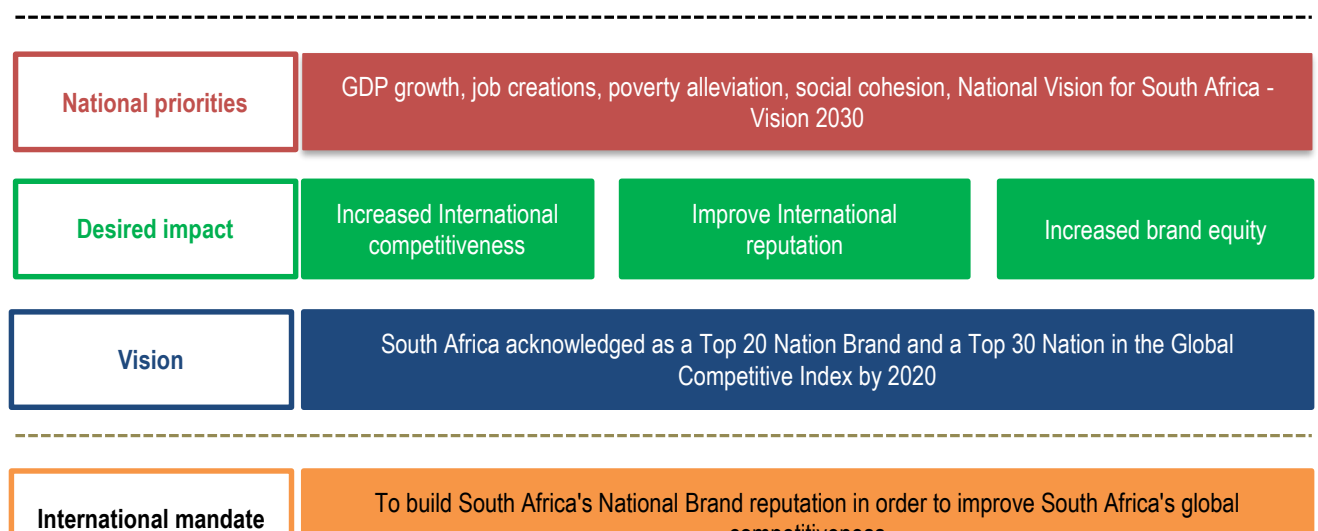 National priorities
GDP growth, job creations, poverty alleviation, social cohesion, National Vision for South Africa -
Vision 2030
Desired impact
Increased International
competitiveness
Improve International
reputation
Increased brand equity
Vision
South Africa acknowledged as a Top 20 Nation Brand and a Top 30 Nation in the Global
Competitive Index by 2020
International mandate
To build South Africa's National Brand reputation in order to improve South Africa's global